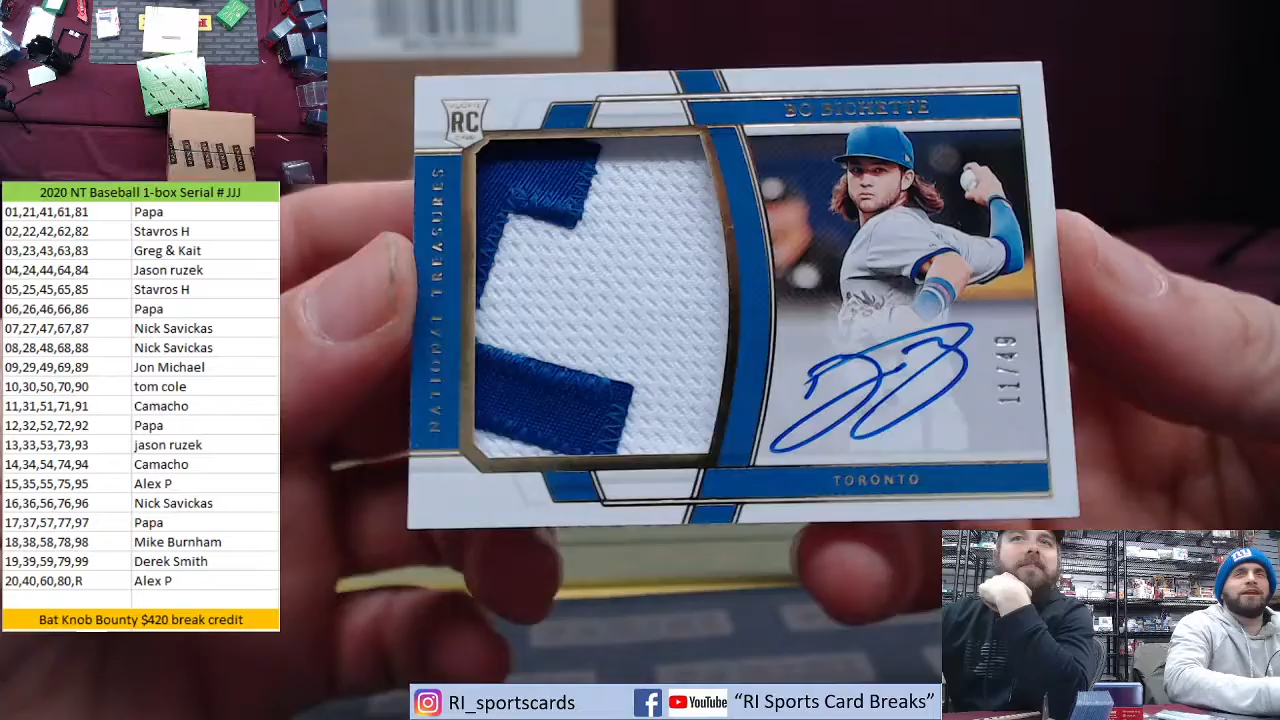 2020 NT Baseball 1-box Serial # JJJ
01,21,41,61,81 Papa
02,22,42,62,82 Stavros H
03,23,43,63,83 Greg & Kait
04,24,44,64,84 Jason ruzek
05,25,45,65,85 Stavros H
06,26,46,66,86 Papa
07,27,47,67,87 Nick Savickas
08,28,48,68,88 Nick Savickas
09,29,49,69,89 Jon Michael
10,30,50,70,90 tom cole
11,31,51,71,91 Camacho
12,32,52,72,92 Papa
13,33,53,73,93 jason ruzek
14,34,54,74,94 Camacho
15,35,55,75,95 Alex P
16,36,56,76,96 Nick Savickas
17,37,57,77,97 Papa
18,38,58,78,98 Mike Burnham
19,39,59,79,99 Derek Smith
20,40,60,80,R Alex P
Bat Knob Bounty $420 break credit
RC
NATIONAL TREASURES
BO BICHETTE
11/49
TORONTO
RI_sportscards
YouTube
"RI Sports Card Breaks"